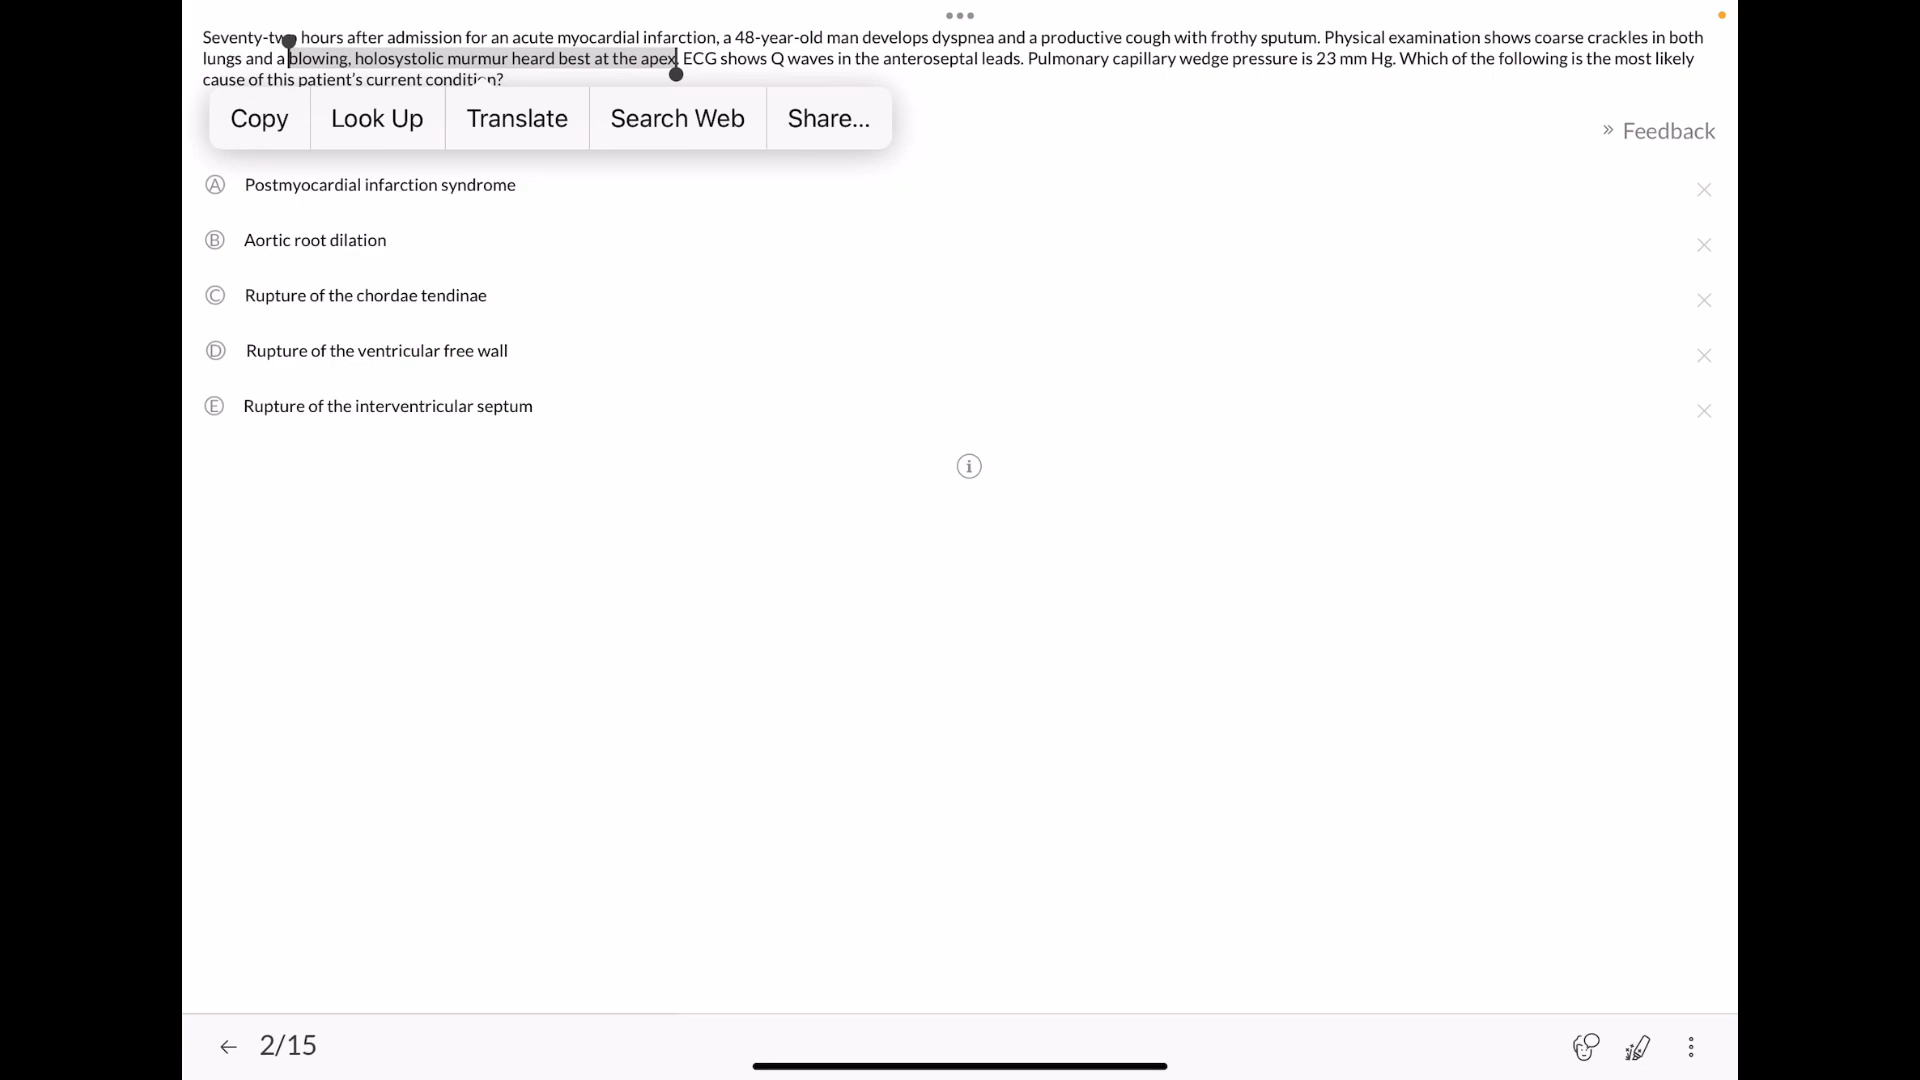 Seventy-two hours after admission for an acute myocardial infarction, a 48-year-old man develops dyspnea and a productive cough with frothy sputum. Physical examination shows coarse crackles in both
lungs and a blowing, holosystolic murmur heard best at the apex. ECG shows Q waves in the anteroseptal leads. Pulmonary capillary wedge pressure is 23 mm Hg. Which of the following is the most likely
cause of this patient's current condition?
Copy Look Up Translate Search Web Share...
» Feedback
A Postmyocardial infarction syndrome
B Aortic root dilation
C Rupture of the chordae tendinae
D Rupture of the ventricular free wall
E Rupture of the interventricular septum
2/15